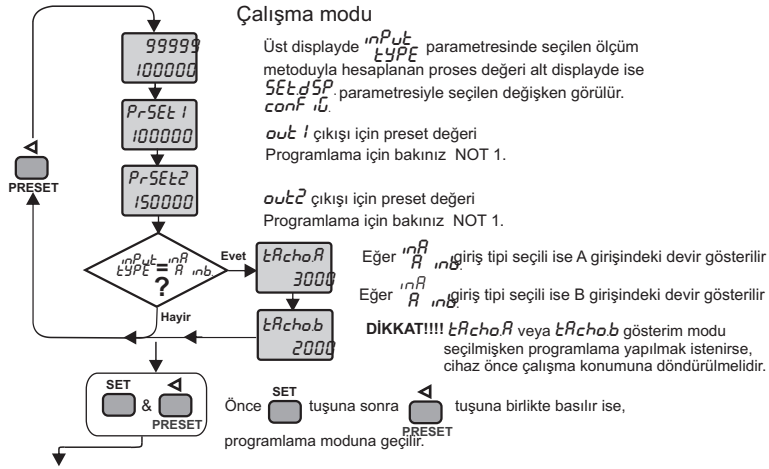 Çalışma modu
99999
100000
Üst displayde inPut tYPE parametresinde seçilen ölçüm
metoduyla hesaplanan proses değeri alt displayde ise
SEt.dSP. conFiG. parametresiyle seçilen değişken görülür.
PrSEt1
100000
out 1 çıkışı için preset değeri
Programlama için bakınız NOT 1.
PRESET
PrSEt2
150000
out2 çıkışı için preset değeri
Programlama için bakınız NOT 1.
inPut tYPE = inA A inb.
?
Evet
Hayir
tAcho.A
3000
Eğer inA A inb. giriş tipi seçili ise A girişindeki devir gösterilir
Eğer inA A inb. giriş tipi seçili ise B girişindeki devir gösterilir
tAcho.b
2000
DİKKAT!!!! tAcho.A veya tAcho.b gösterim modu
seçilmişken programlama yapılmak istenirse,
cihaz önce çalışma konumuna döndürülmelidir.
SET & PRESET
Önce SET tuşuna sonra PRESET tuşuna birlikte basılır ise,
programlama moduna geçilir.